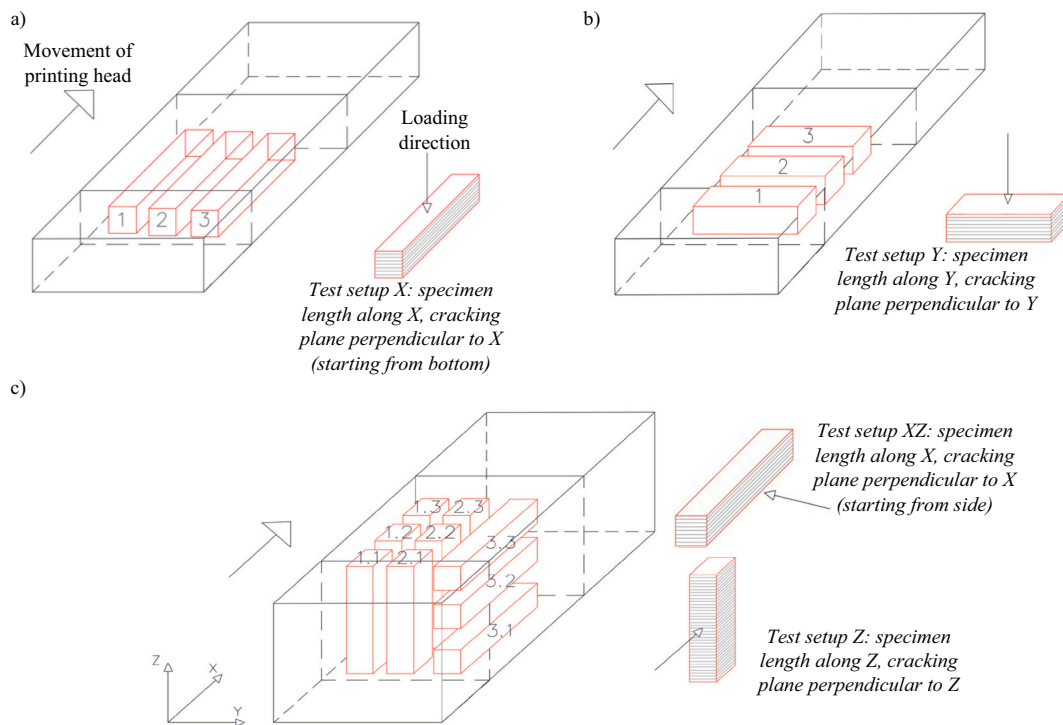 a)
Movement of
printing head
Loading
direction
1 2 3
Test setup X: specimen
length along X, cracking
plane perpendicular to X
(starting from bottom)
b)
3
2
1
Test setup Y: specimen
length along Y, cracking
plane perpendicular to Y
c)
1.3 2.3
1.2 2.2
1.1 2.1
3.3
3.2
3.1
Test setup XZ: specimen
length along X, cracking
plane perpendicular to X
(starting from side)
Test setup Z: specimen
length along Z, cracking
plane perpendicular to Z
Z
X
Y